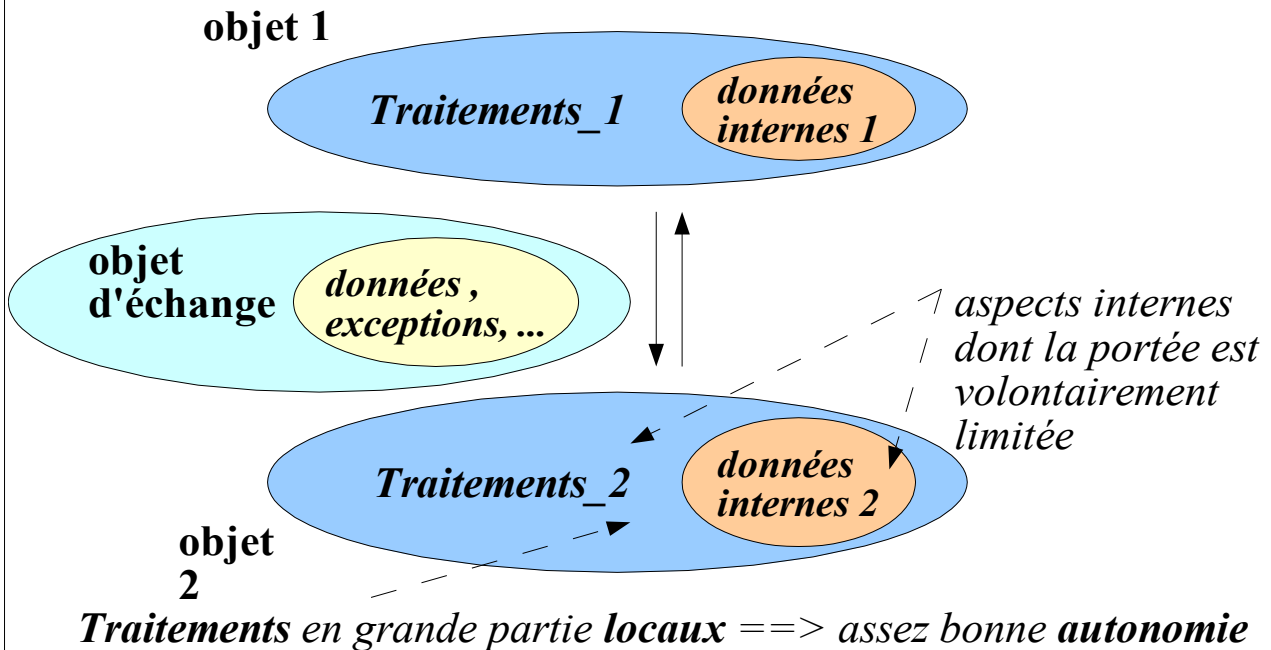 objet 1
Traitements_1
données
internes 1
objet
d'échange
données ,
exceptions, ...
aspects internes
dont la portée est
volontairement
limitée
Traitements_2
données
internes 2
objet
2
Traitements en grande partie locaux ==> assez bonne autonomie